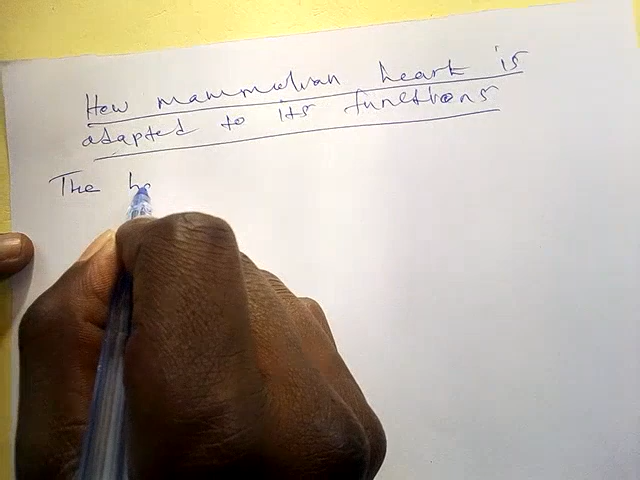 How mammalian heart is
adapted to its functions
The h